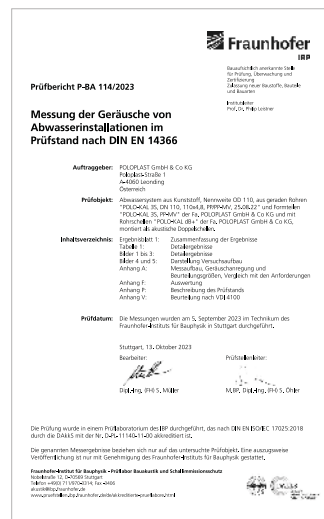 Fraunhofer
IBP
Bauaufsichtlich anerkannte Stelle
für Prüfung, Überwachung und
Zertifizierung
Zulassung neuer Baustoffe, Bauteile
und Bauarten
Institutsleiter
Prof. Dr. Philip Leistner
Prüfbericht P-BA 114/2023
Messung der Geräusche von
Abwasserinstallationen im
Prüfstand nach DIN EN 14366
Auftraggeber: POLOPLAST GmbH & Co KG
Poloplast-Straße 1
A-4060 Leonding
Österreich
Prüfobjekt: Abwassersystem aus Kunststoff, Nennweite OD 110, aus geraden Rohren
"POLO-KAL 3S, DN 110, 110x4,8, PP/PP-MV, 25.08.22" und Formteilen
"POLO-KAL 3S, PP-MV" der Fa. POLOPLAST GmbH & Co KG und mit
Rohrschellen "POLO-KAL dB+" der Fa. POLOPLAST GmbH & Co KG,
montiert als akustische Doppelschellen.
Inhaltsverzeichnis: Ergebnisblatt 1: Zusammenfassung der Ergebnisse
Tabelle 1: Detailergebnisse
Bilder 1 bis 3: Detailergebnisse
Bilder 4 und 5: Darstellung Versuchsaufbau
Anhang A: Messaufbau, Geräuschanregung und
Beurteilungsgrößen, Vergleich mit den Anforderungen
Anhang F: Auswertung
Anhang P: Beschreibung des Prüfstands
Anhang V: Beurteilung nach VDI 4100
Prüfdatum: Die Messungen wurden am 5. September 2023 im Technikum des
Fraunhofer-Instituts für Bauphysik in Stuttgart durchgeführt.
Stuttgart, 13. Oktober 2023
Bearbeiter: Prüfstellenleiter:
Dipl.-Ing. (FH) S. Müller M.BP. Dipl.-Ing. (FH) S. Öhler
Die Prüfung wurde in einem Prüflaboratorium des IBP durchgeführt, das nach DIN EN ISO/IEC 17025:2018
durch die DAkkS mit der Nr. D-PL-11140-11-00 akkreditiert ist.
Die genannten Messergebnisse beziehen sich nur auf das untersuchte Prüfobjekt. Eine auszugsweise
Veröffentlichung ist nur mit Genehmigung des Fraunhofer-Instituts für Bauphysik gestattet.
Fraunhofer-Institut für Bauphysik - Prüflabor Bauakustik und Schallimmissionsschutz
Nobelstraße 12, D-70569 Stuttgart